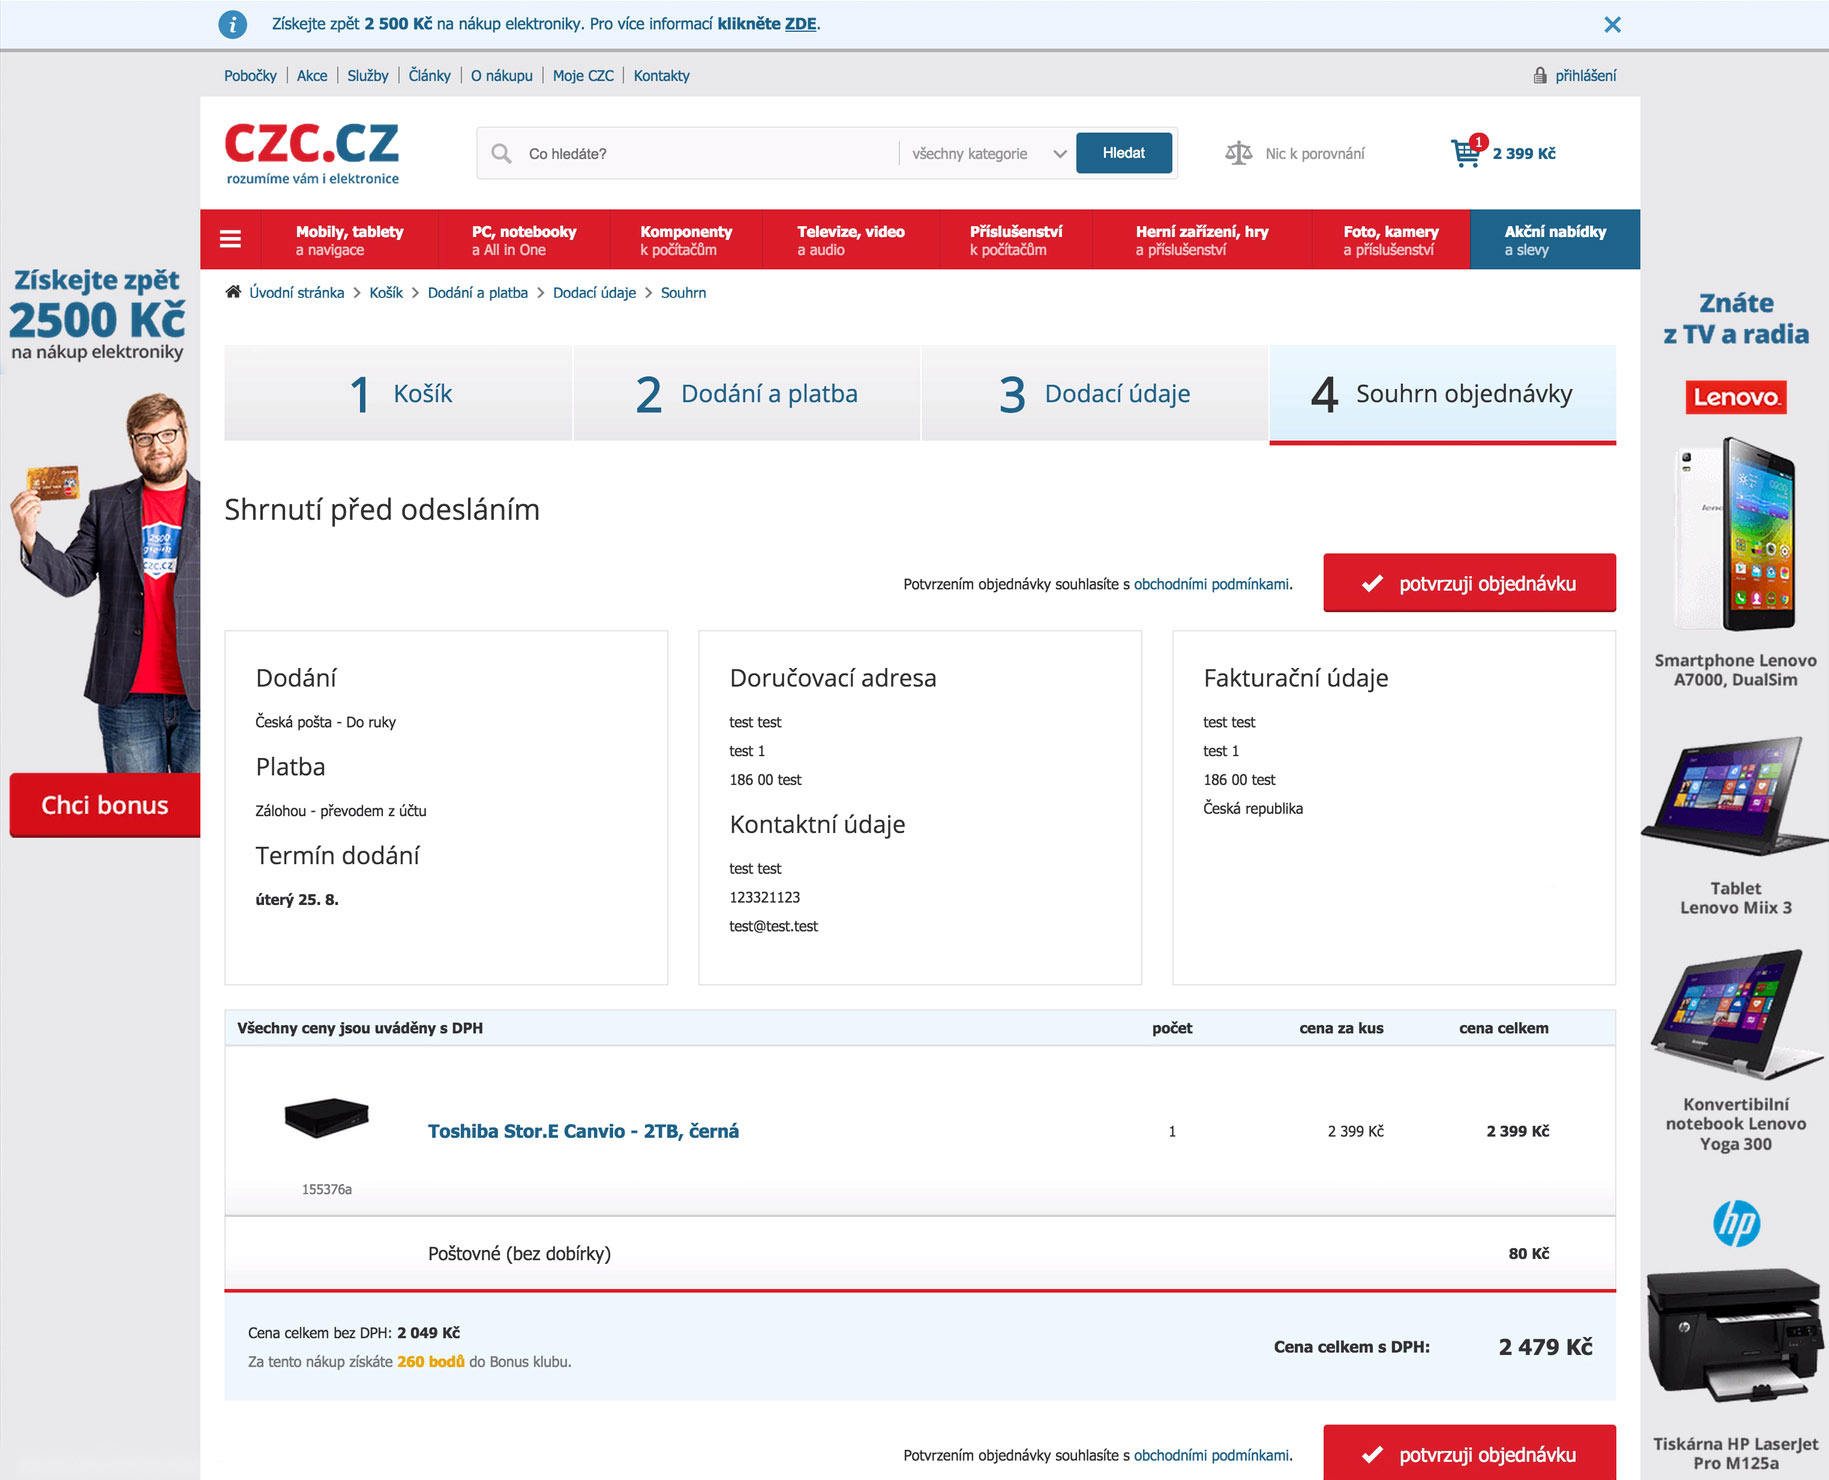 Získejte zpět 2 500 Kč na nákup elektroniky. Pro více informací klikněte ZDE.
Pobočky | Akce | Služby | Články | O nákupu | Moje CZC | Kontakty
přihlášení
CZC.CZ
rozumíme vám i elektronice
Co hledáte?
všechny kategorie
Hledat
Nic k porovnání
1
2 399 Kč
Mobily, tablety
a navigace
PC, notebooky
a All in One
Komponenty
k počítačům
Televize, video
a audio
Příslušenství
k počítačům
Herní zařízení, hry
a příslušenství
Foto, kamery
a příslušenství
Akční nabídky
a slevy
Úvodní stránka > Košík > Dodání a platba > Dodací údaje > Souhrn
Získejte zpět
2500 Kč
na nákup elektroniky
2500
CZC.CZ
Chci bonus
1 Košík
2 Dodání a platba
3 Dodací údaje
4 Souhrn objednávky
Shrnutí před odesláním
Potvrzením objednávky souhlasíte s obchodními podmínkami.
potvrzuji objednávku
Dodání
Česká pošta - Do ruky
Platba
Zálohou - převodem z účtu
Termín dodání
úterý 25. 8.
Doručovací adresa
test test
test 1
186 00 test
Kontaktní údaje
test test
123321123
test@test.test
Fakturační údaje
test test
test 1
186 00 test
Česká republika
Všechny ceny jsou uváděny s DPH
počet
cena za kus
cena celkem
Toshiba Stor.E Canvio - 2TB, černá
1
2 399 Kč
2 399 Kč
155376a
Poštovné (bez dobírky)
80 Kč
Cena celkem bez DPH: 2 049 Kč
Za tento nákup získáte 260 bodů do Bonus klubu.
Cena celkem s DPH:
2 479 Kč
Potvrzením objednávky souhlasíte s obchodními podmínkami.
potvrzuji objednávku
Znáte
z TV a radia
Lenovo
Smartphone Lenovo
A7000, DualSim
Tablet
Lenovo Miix 3
Konvertibilní
notebook Lenovo
Yoga 300
hp
Tiskárna HP LaserJet
Pro M125a